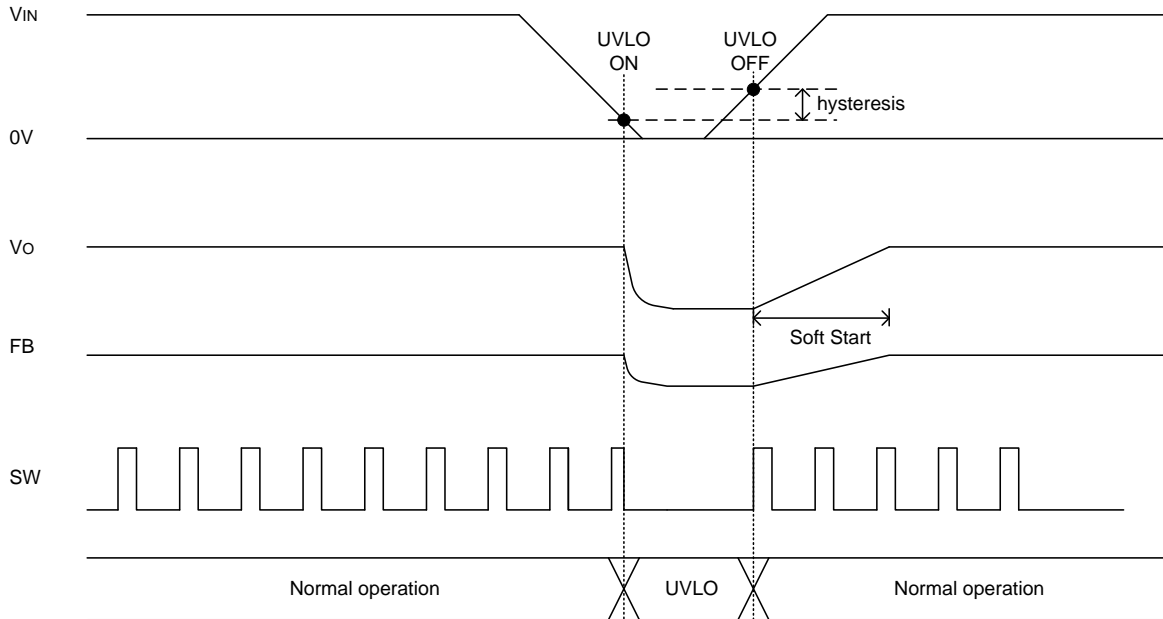 VIN
UVLO
ON
UVLO
OFF
hysteresis
0V
VO
Soft Start
FB
SW
Normal operation
UVLO
Normal operation